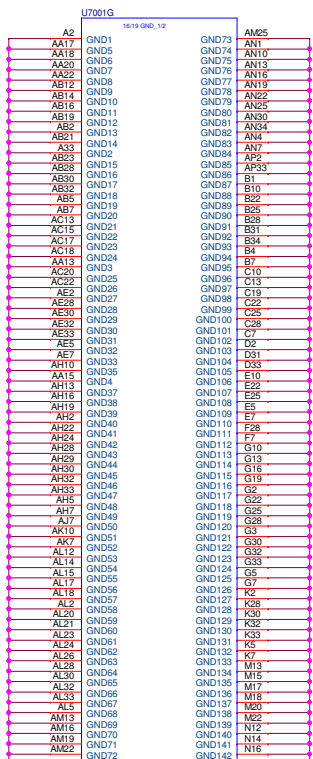 U7001G
16/19 GND_1/2
A2 GND1 GND73 AM25
AA17 GND5 GND74 AN1
AA18 GND6 GND75 AN10
AA20 GND7 GND76 AN13
AA22 GND8 GND77 AN16
AB12 GND9 GND78 AN19
AB14 GND10 GND79 AN22
AB16 GND11 GND80 AN25
AB19 GND12 GND81 AN30
AB2 GND13 GND82 AN34
AB21 GND14 GND83 AN4
A33 GND2 GND84 AN7
AB23 GND15 GND85 AP2
AB28 GND16 GND86 AP33
AB30 GND17 GND87 B1
AB32 GND18 GND88 B10
AB5 GND19 GND89 B22
AB7 GND20 GND90 B25
AC13 GND21 GND91 B28
AC15 GND22 GND92 B31
AC17 GND23 GND93 B34
AC18 GND24 GND94 B4
AA13 GND3 GND95 B7
AC20 GND25 GND96 C10
AC22 GND26 GND97 C13
AE2 GND27 GND98 C19
AE28 GND28 GND99 C22
AE30 GND29 GND100 C25
AE32 GND30 GND101 C28
AE33 GND31 GND102 C7
AE5 GND32 GND103 D2
AE7 GND33 GND104 D31
AH10 GND35 GND105 D33
AA15 GND4 GND106 E10
AH13 GND37 GND107 E22
AH16 GND38 GND108 E25
AH19 GND39 GND109 E5
AH2 GND40 GND110 E7
AH22 GND41 GND111 F28
AH24 GND42 GND112 F7
AH28 GND43 GND113 G10
AH29 GND44 GND114 G13
AH30 GND45 GND115 G16
AH32 GND46 GND116 G19
AH33 GND47 GND117 G2
AH5 GND48 GND118 G22
AH7 GND49 GND119 G25
AJ7 GND50 GND120 G28
AK10 GND51 GND121 G3
AK7 GND52 GND122 G30
AL12 GND53 GND123 G32
AL14 GND54 GND124 G33
AL15 GND55 GND125 G5
AL17 GND56 GND126 G7
AL18 GND57 GND127 K2
AL2 GND58 GND128 K28
AL20 GND59 GND129 K30
AL21 GND60 GND130 K32
AL23 GND61 GND131 K33
AL24 GND62 GND132 K5
AL26 GND63 GND133 K7
AL28 GND64 GND134 M13
AL30 GND65 GND135 M15
AL32 GND66 GND136 M17
AL33 GND67 GND137 M18
AL5 GND68 GND138 M20
AM13 GND69 GND139 M22
AM16 GND70 GND140 N12
AM19 GND71 GND141 N14
AM22 GND72 GND142 N16